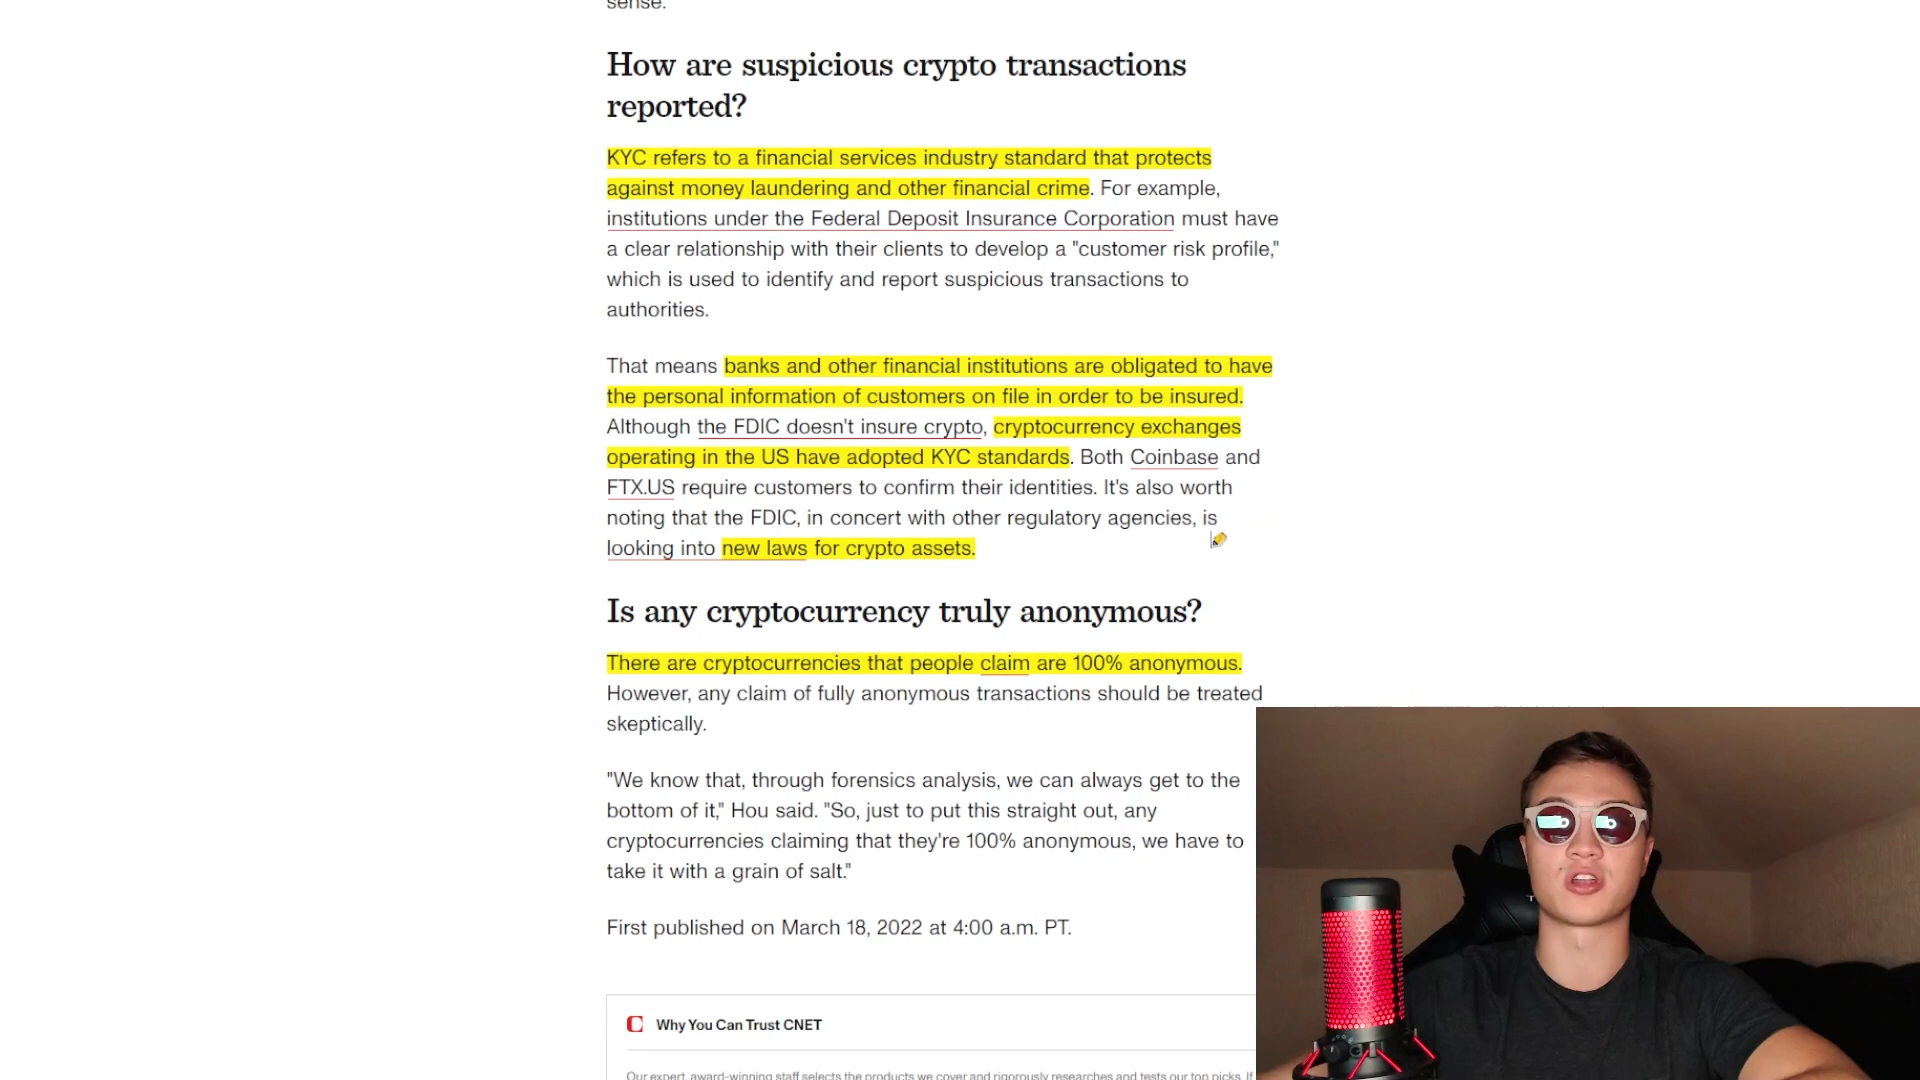 sense.
How are suspicious crypto transactions
reported?
KYC refers to a financial services industry standard that protects
against money laundering and other financial crime. For example,
institutions under the Federal Deposit Insurance Corporation must have
a clear relationship with their clients to develop a "customer risk profile,"
which is used to identify and report suspicious transactions to
authorities.
That means banks and other financial institutions are obligated to have
the personal information of customers on file in order to be insured.
Although the FDIC doesn't insure crypto, cryptocurrency exchanges
operating in the US have adopted KYC standards. Both Coinbase and
FTX.US require customers to confirm their identities. It's also worth
noting that the FDIC, in concert with other regulatory agencies, is
looking into new laws for crypto assets.
Is any cryptocurrency truly anonymous?
There are cryptocurrencies that people claim are 100% anonymous.
However, any claim of fully anonymous transactions should be treated
skeptically.
"We know that, through forensics analysis, we can always get to the
bottom of it," Hou said. "So, just to put this straight out, any
cryptocurrencies claiming that they're 100% anonymous, we have to
take it with a grain of salt."
First published on March 18, 2022 at 4:00 a.m. PT.
Why You Can Trust CNET
Our expert, award-winning staff selects the products we cover and rigorously researches and tests our top picks. If